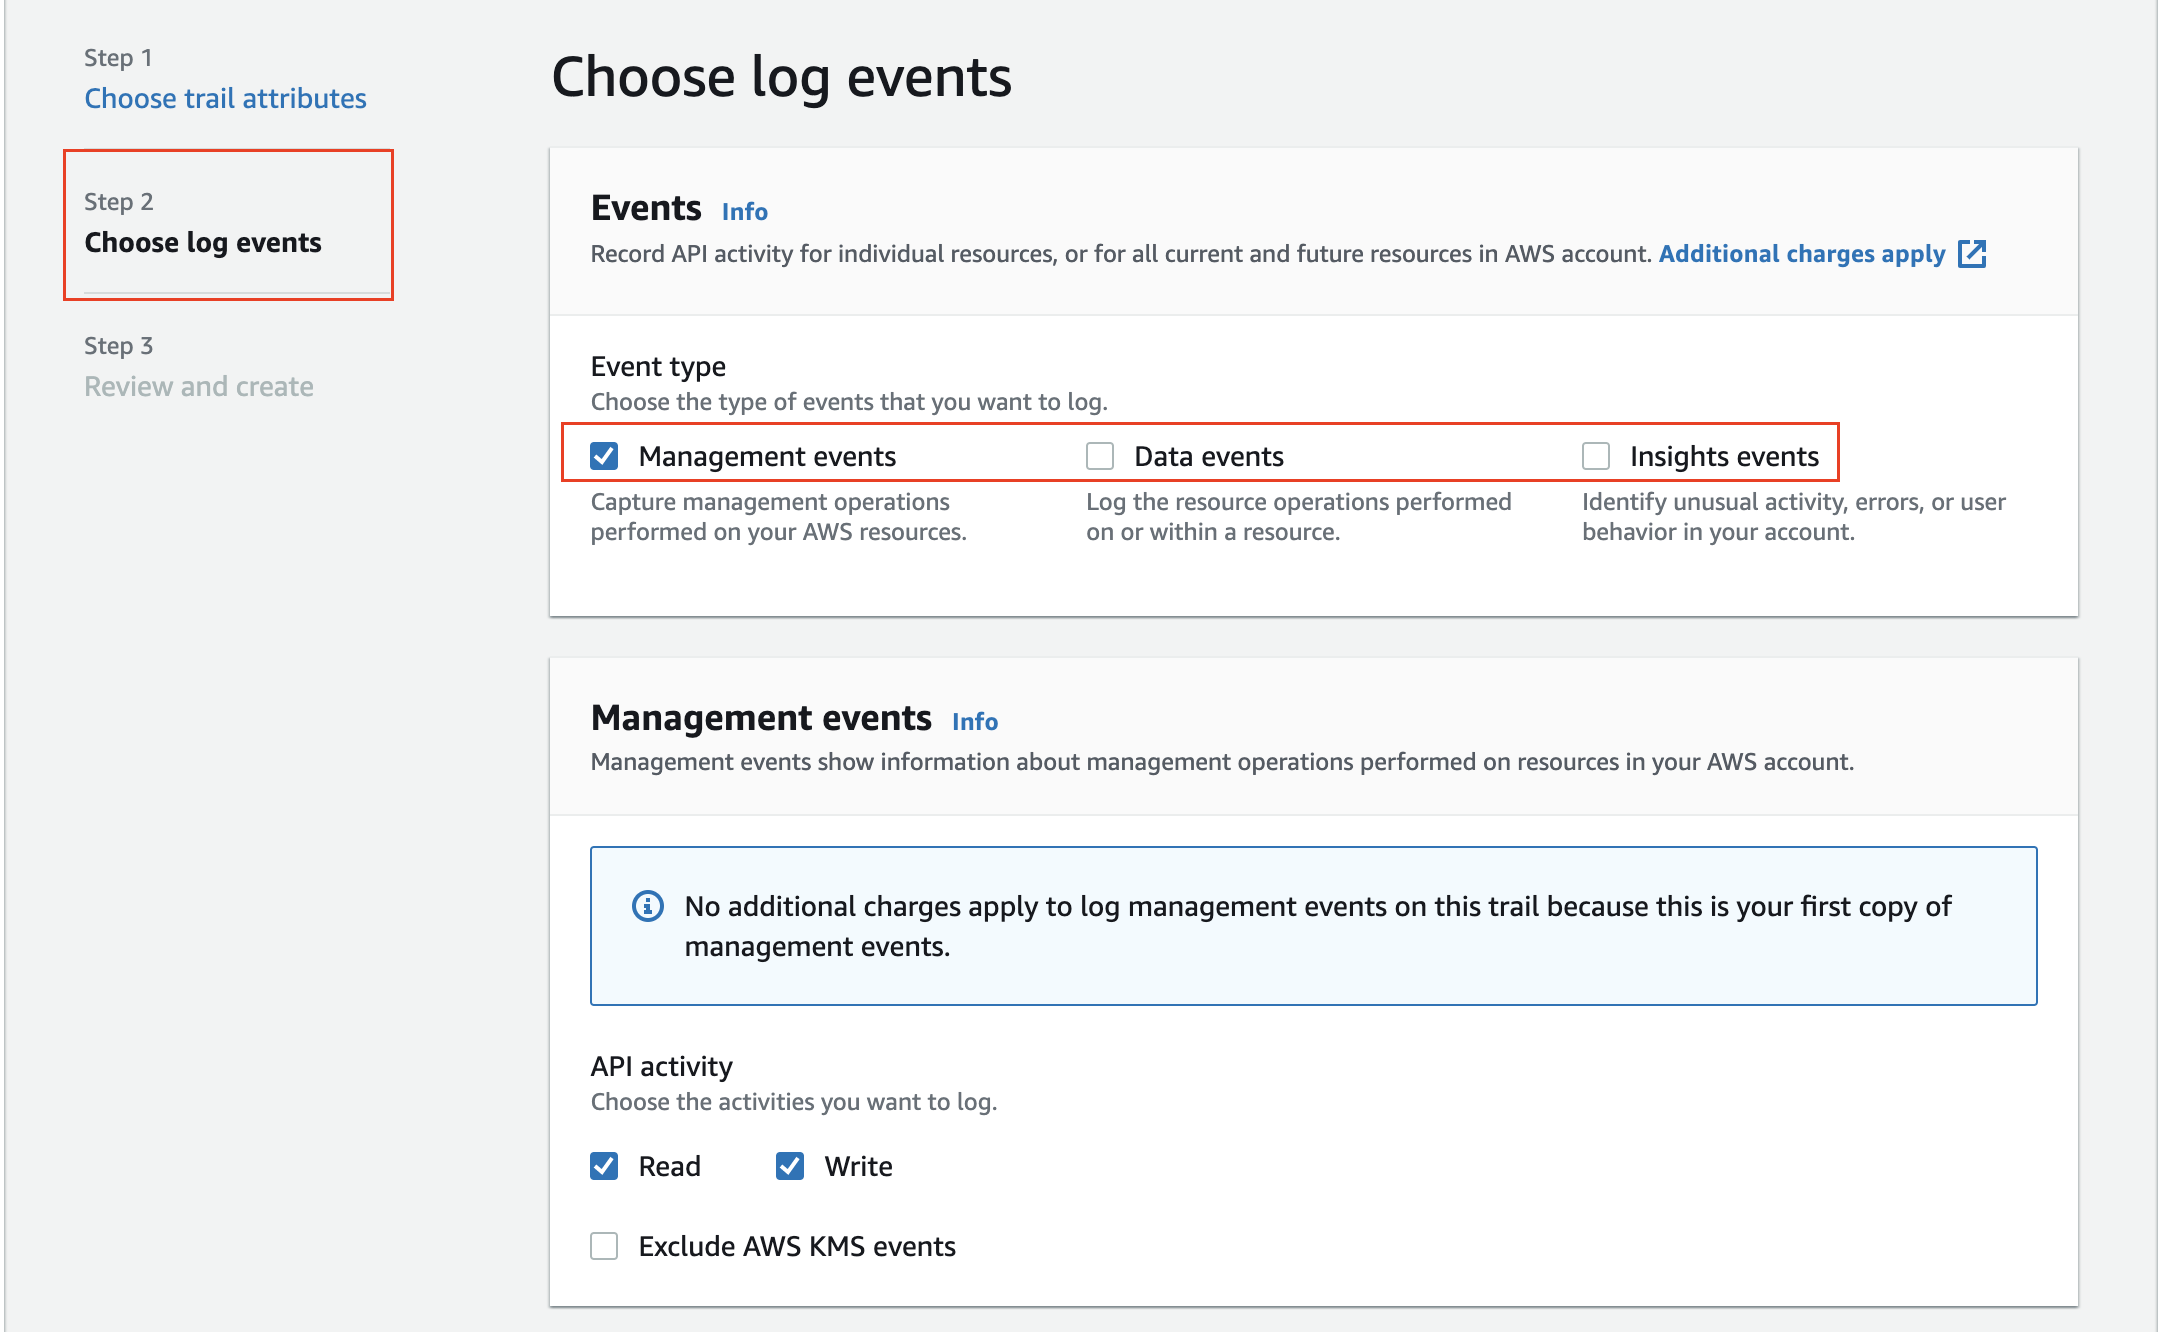 Step 1
Choose trail attributes
Step 2
Choose log events
Step 3
Review and create
Choose log events
Events Info
Record API activity for individual resources, or for all current and future resources in AWS account. Additional charges apply
Event type
Choose the type of events that you want to log.
Management events
Capture management operations
performed on your AWS resources.
Data events
Log the resource operations performed
on or within a resource.
Insights events
Identify unusual activity, errors, or user
behavior in your account.
Management events Info
Management events show information about management operations performed on resources in your AWS account.
No additional charges apply to log management events on this trail because this is your first copy of
management events.
API activity
Choose the activities you want to log.
Read Write
Exclude AWS KMS events